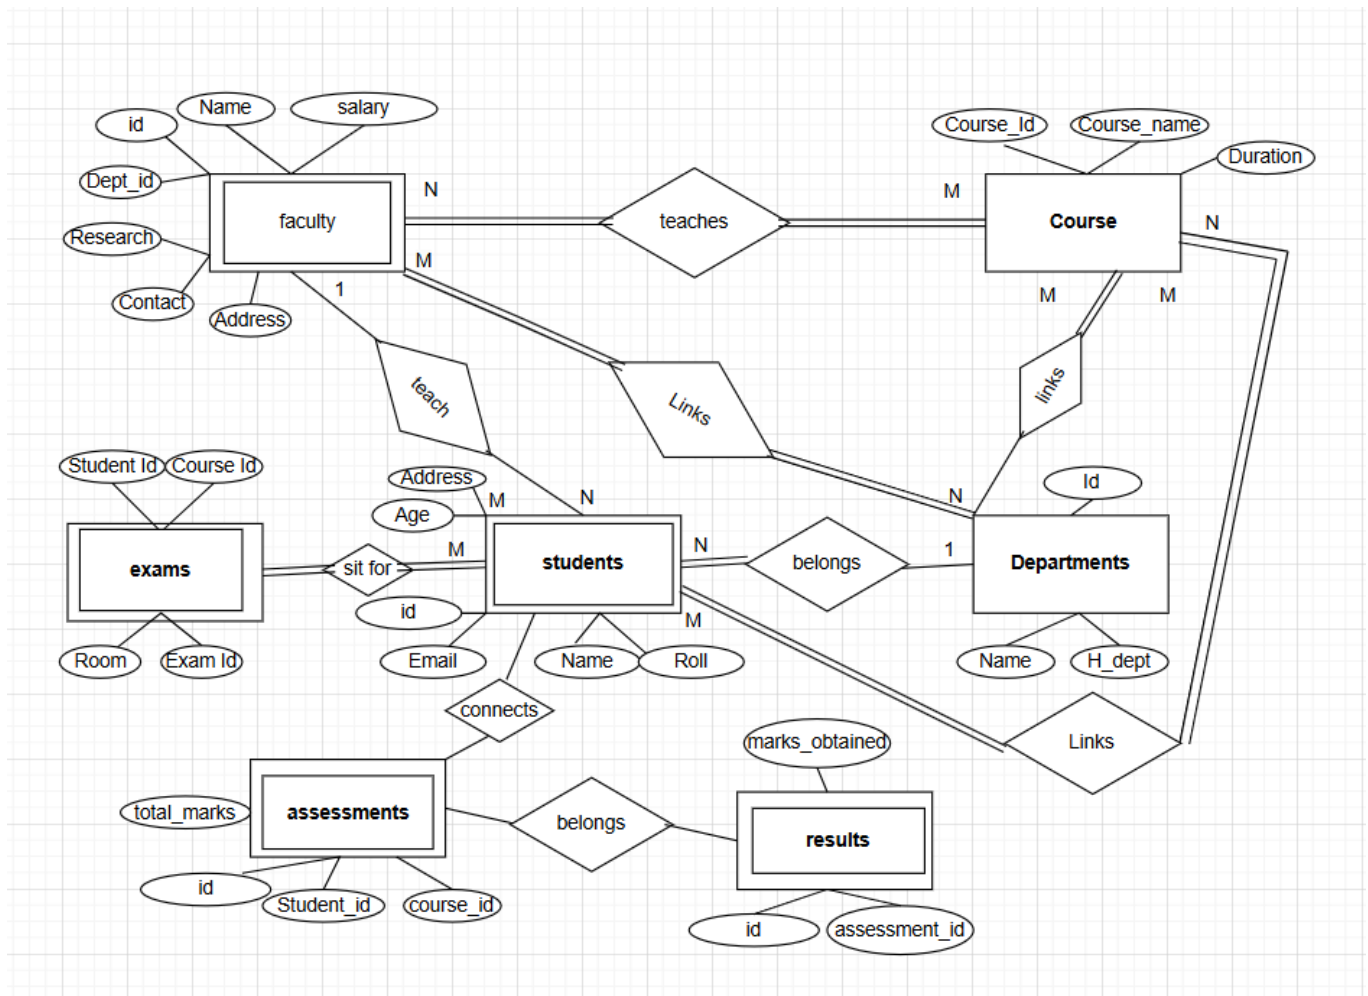 Name
salary
id
Course_Id
Course_name
Duration
Dept_id
N
M
faculty
teaches
Course
N
Research
M
Contact
1
Address
M
M
teach
Links
links
Student Id
Course Id
Address
M
N
N
Id
Age
exams
sit for
M
students
N
belongs
1
Departments
id
M
Room
Exam Id
Email
Name
Roll
Name
H_dept
connects
marks_obtained
Links
total_marks
assessments
belongs
results
id
Student_id
course_id
id
assessment_id